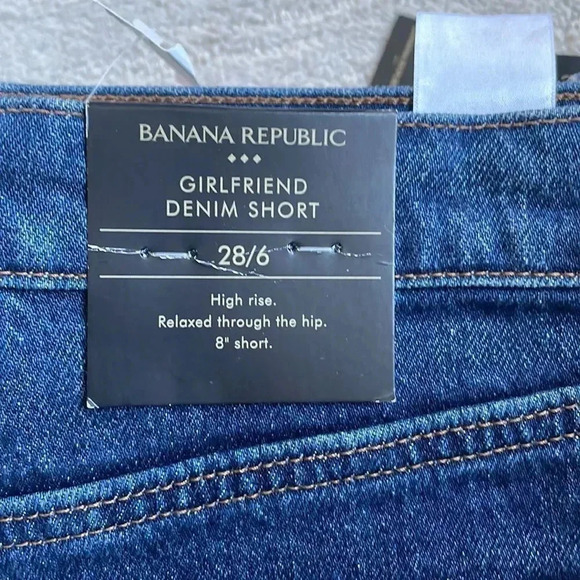 BANANA REPUBLIC
GIRLFRIEND
DENIM SHORT
28/6
High rise.
Relaxed through the hip.
8" short.